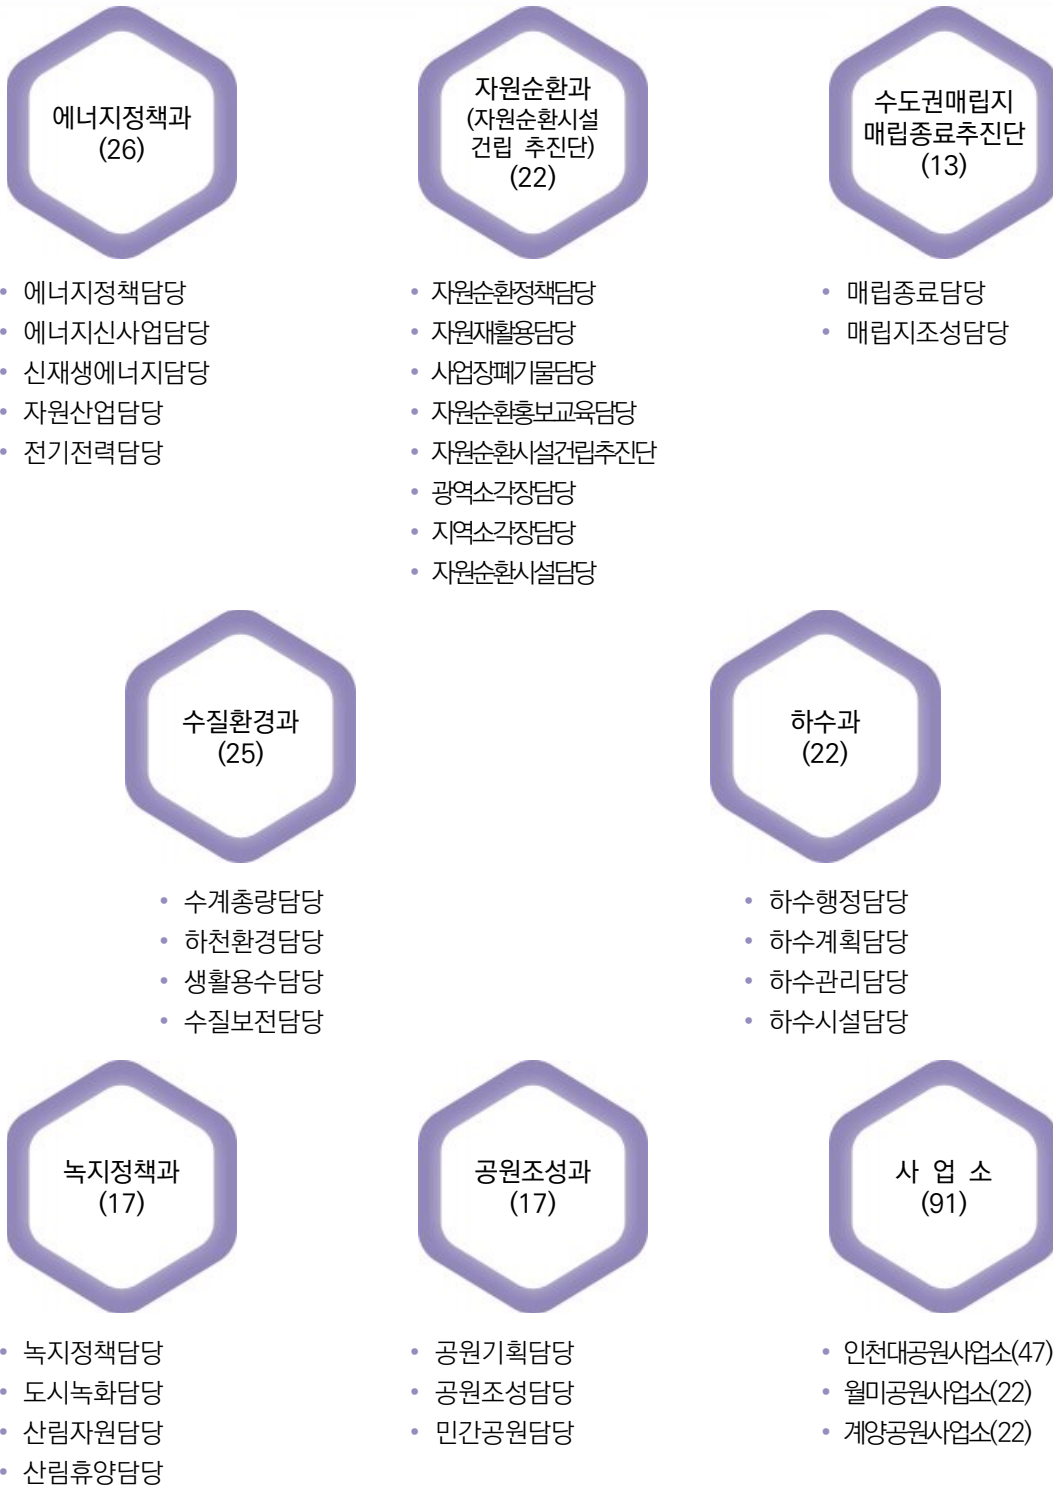 에너지정책과
(26)
자원순환과
(자원순환시설
건립 추진단)
(22)
수도권매립지
매립종료추진단
(13)
• 에너지정책담당
• 에너지신사업담당
• 신재생에너지담당
• 자원산업담당
• 전기전력담당
• 자원순환정책담당
• 자원재활용담당
• 사업장폐기물담당
• 자원순환홍보교육담당
• 자원순환시설건립추진단
• 광역소각장담당
• 지역소각장담당
• 자원순환시설담당
• 매립종료담당
• 매립지조성담당
수질환경과
(25)
하수과
(22)
• 수계총량담당
• 하천환경담당
• 생활용수담당
• 수질보전담당
• 하수행정담당
• 하수계획담당
• 하수관리담당
• 하수시설담당
녹지정책과
(17)
공원조성과
(17)
사 업 소
(91)
• 녹지정책담당
• 도시녹화담당
• 산림자원담당
• 산림휴양담당
• 공원기획담당
• 공원조성담당
• 민간공원담당
• 인천대공원사업소(47)
• 월미공원사업소(22)
• 계양공원사업소(22)